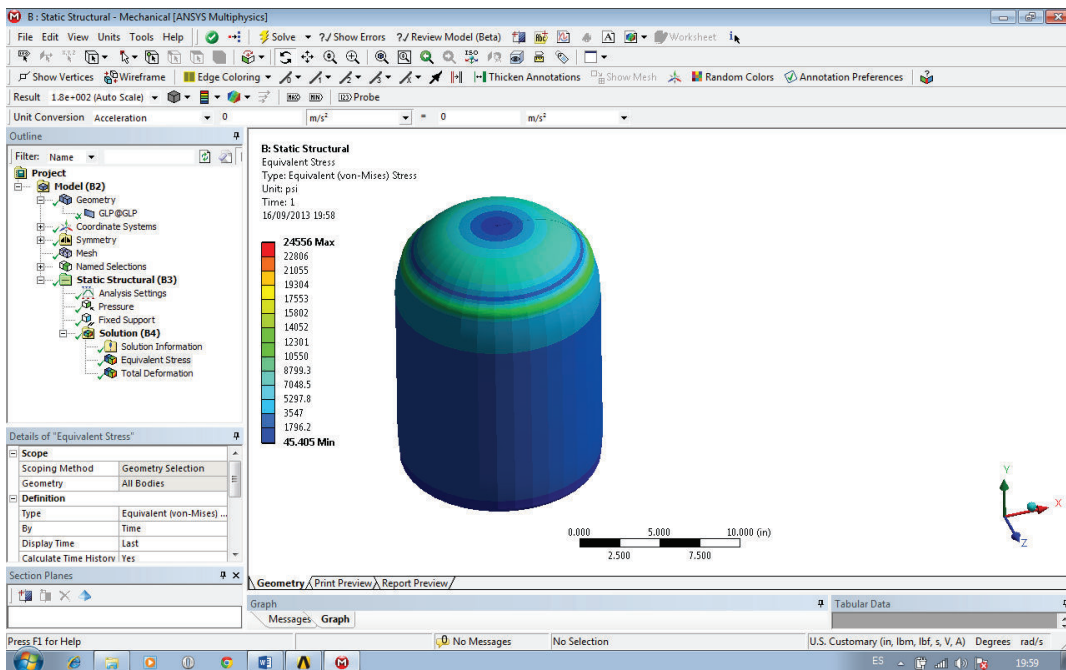 B : Static Structural - Mechanical [ANSYS Multiphysics]
File Edit View Units Tools Help Solve ?/ Show Errors ?/ Review Model (Beta) A Worksheet
Show Vertices Wireframe Edge Coloring Thicken Annotations Show Mesh Random Colors Annotation Preferences
Result 1.8e+002 (Auto Scale) MAX MIN 123 Probe
Unit Conversion Acceleration 0 m/s² = 0 m/s²
Outline
Filter: Name
Project
Model (B2)
Geometry
GLP@GLP
Coordinate Systems
Symmetry
Mesh
Named Selections
Static Structural (B3)
Analysis Settings
Pressure
Fixed Support
Solution (B4)
Solution Information
Equivalent Stress
Total Deformation
Details of "Equivalent Stress"
Scope
Scoping Method Geometry Selection
Geometry All Bodies
Definition
Type Equivalent (von-Mises) ...
By Time
Display Time Last
Calculate Time History Yes
Section Planes
B: Static Structural
Equivalent Stress
Type: Equivalent (von-Mises) Stress
Unit: psi
Time: 1
16/09/2013 19:58
24556 Max
22806
21055
19304
17553
15802
14052
12301
10550
8799.3
7048.5
5297.8
3547
1796.2
45.405 Min
0.000 5.000 10.000 (in)
2.500 7.500
Y
X
Z
Geometry Print Preview Report Preview
Graph
Messages Graph
Tabular Data
Press F1 for Help 0 No Messages No Selection U.S. Customary (in, lbm, lbf, s, V, A) Degrees rad/s
ES 19:59